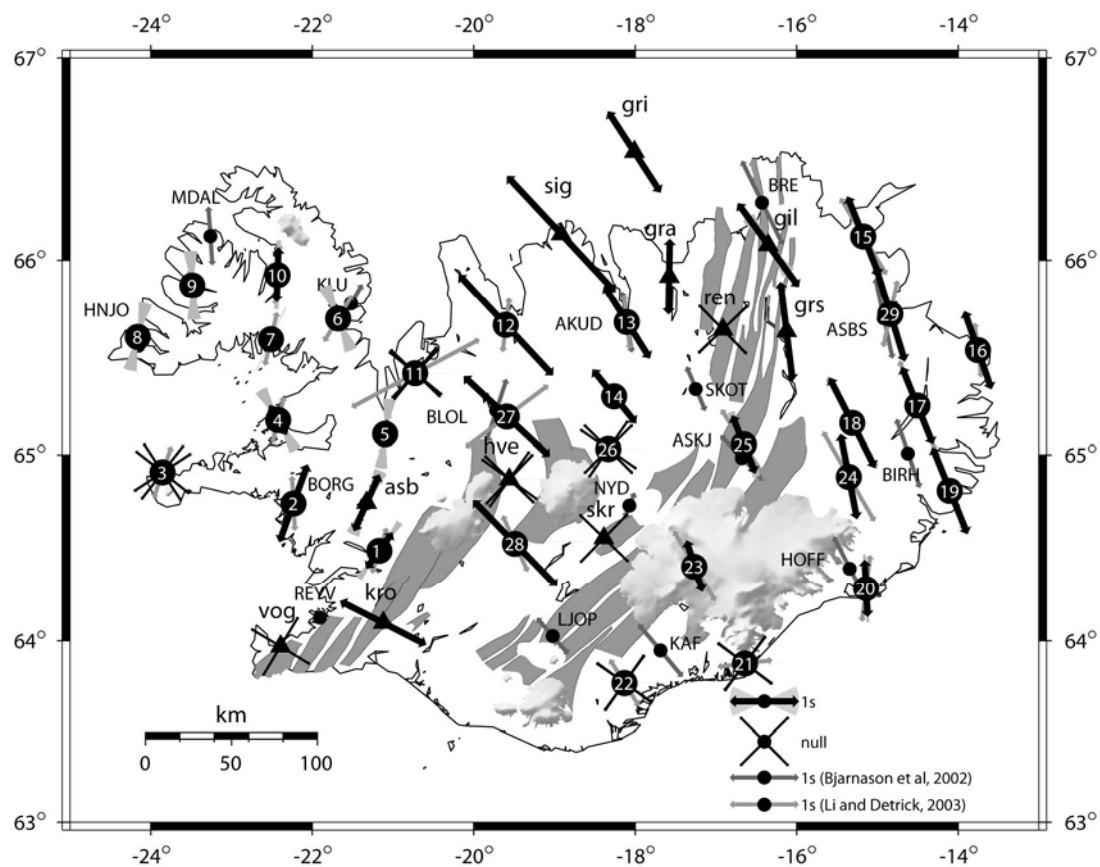 -24° -22° -20° -18° -16° -14°
67° 67°
gri
MDAL sig BRE
gra gil
15
66° 66°
9 10
KLU ren grs
HNJO 6 12 AKUD 13 ASBS 29
8 7
11 16
SKOT
14
BLOL 27 17
4 5 ASKJ 25 18
hve 26
65° 65°
3 BIRH
BORG asb NYD 24
2 skr 19
28
1 23 HOFF
REYV kro 20
vog LJOP
64° 64°
KAF
22 21
km 1s
null
0 50 100
1s (Bjarnason et al, 2002)
1s (Li and Detrick, 2003)
63° 63°
-24° -22° -20° -18° -16° -14°